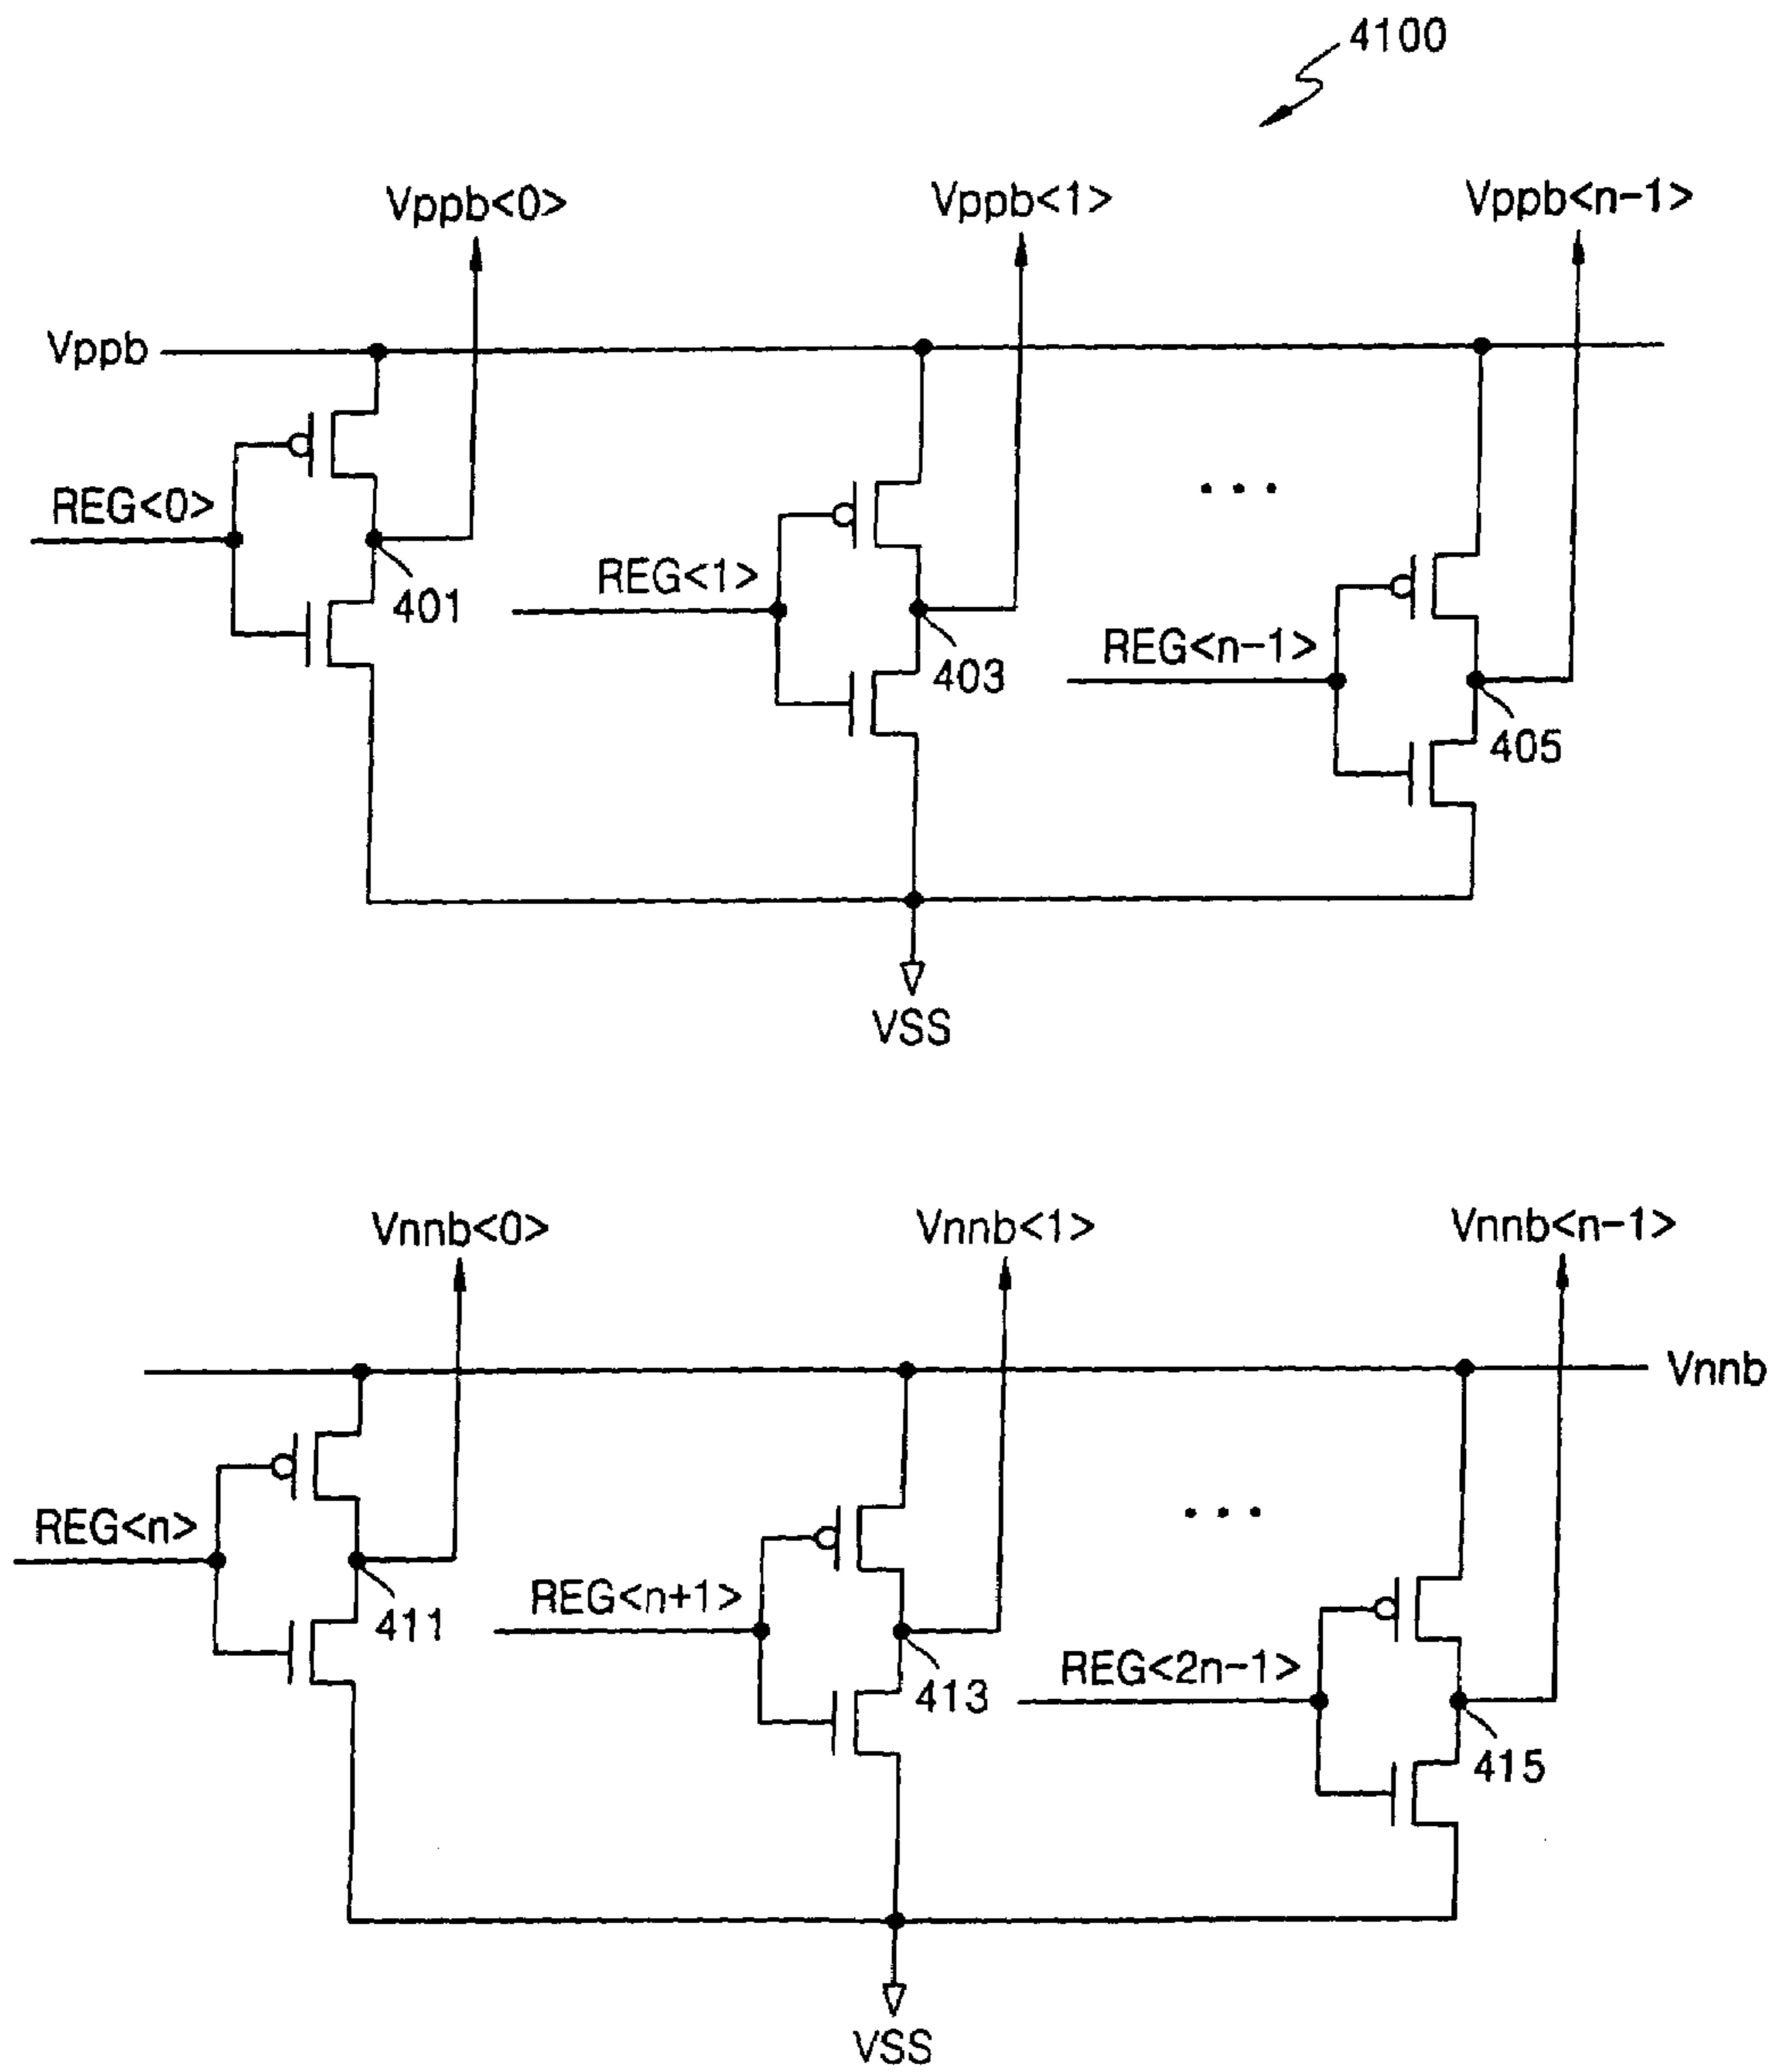 4100
Vppb<0>
Vppb<1>
Vppb<n-1>
Vppb
REG<0>
401
REG<1>
403
REG<n-1>
405
...
VSS
Vnnb<0>
Vnnb<1>
Vnnb<n-1>
Vnnb
REG<n>
411
REG<n+1>
413
REG<2n-1>
415
...
VSS